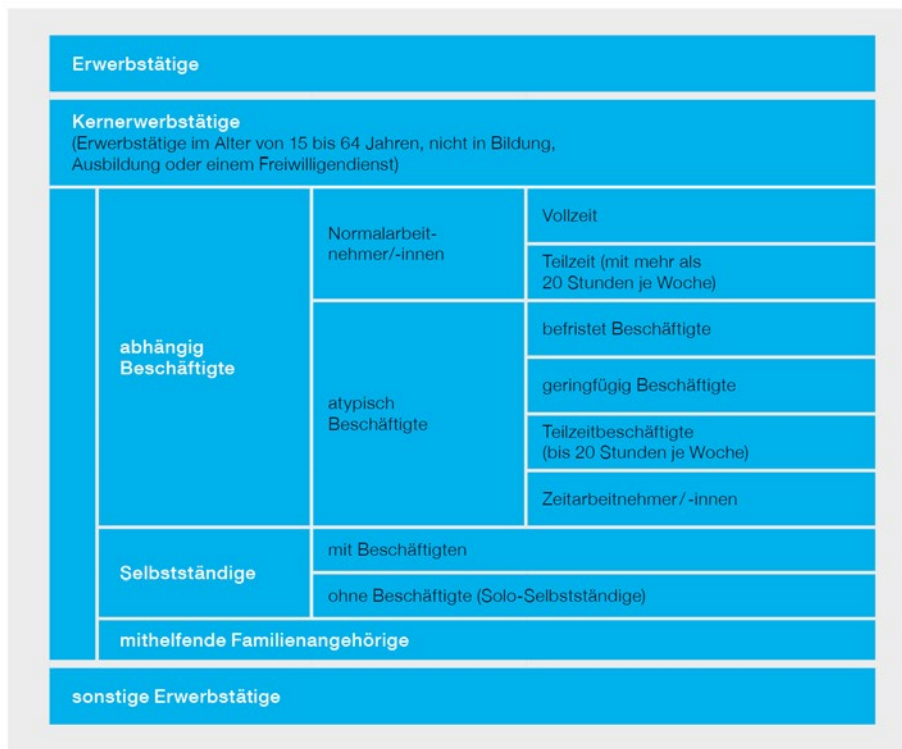 Erwerbstätige
Kernerwerbstätige
(Erwerbstätige im Alter von 15 bis 64 Jahren, nicht in Bildung,
Ausbildung oder einem Freiwilligendienst)
abhängig
Beschäftigte
Normalarbeit-
nehmer/-innen
Vollzeit
Teilzeit (mit mehr als
20 Stunden je Woche)
atypisch
Beschäftigte
befristet Beschäftigte
geringfügig Beschäftigte
Teilzeitbeschäftigte
(bis 20 Stunden je Woche)
Zeitarbeitnehmer/-innen
Selbstständige
mit Beschäftigten
ohne Beschäftigte (Solo-Selbstständige)
mithelfende Familienangehörige
sonstige Erwerbstätige